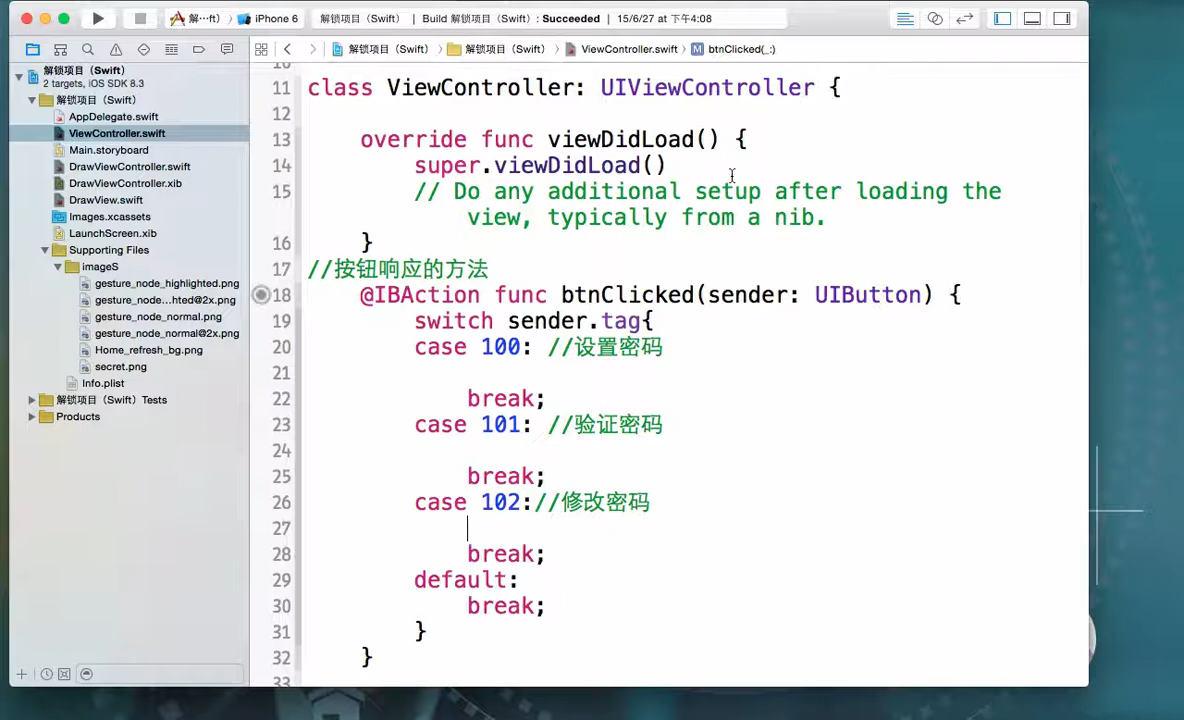 解...ft)
iPhone 6
解锁项目（Swift） | Build 解锁项目（Swift）: Succeeded | 15/6/27 at 下午4:08
解锁项目（Swift）
2 targets, iOS SDK 8.3
解锁项目（Swift）
AppDelegate.swift
ViewController.swift
Main.storyboard
DrawViewController.swift
DrawViewController.xib
DrawView.swift
Images.xcassets
LaunchScreen.xib
Supporting Files
imageS
gesture_node_highlighted.png
gesture_node...hted@2x.png
gesture_node_normal.png
gesture_node_normal@2x.png
Home_refresh_bg.png
secret.png
Info.plist
解锁项目（Swift）Tests
Products
解锁项目（Swift） 解锁项目（Swift） ViewController.swift M btnClicked(_:)
10
11 class ViewController: UIViewController {
12
13 override func viewDidLoad() {
14 super.viewDidLoad()
15 // Do any additional setup after loading the
view, typically from a nib.
16 }
17 //按钮响应的方法
18 @IBAction func btnClicked(sender: UIButton) {
19 switch sender.tag{
20 case 100: //设置密码
21
22 break;
23 case 101: //验证密码
24
25 break;
26 case 102://修改密码
27
28 break;
29 default:
30 break;
31 }
32 }
33